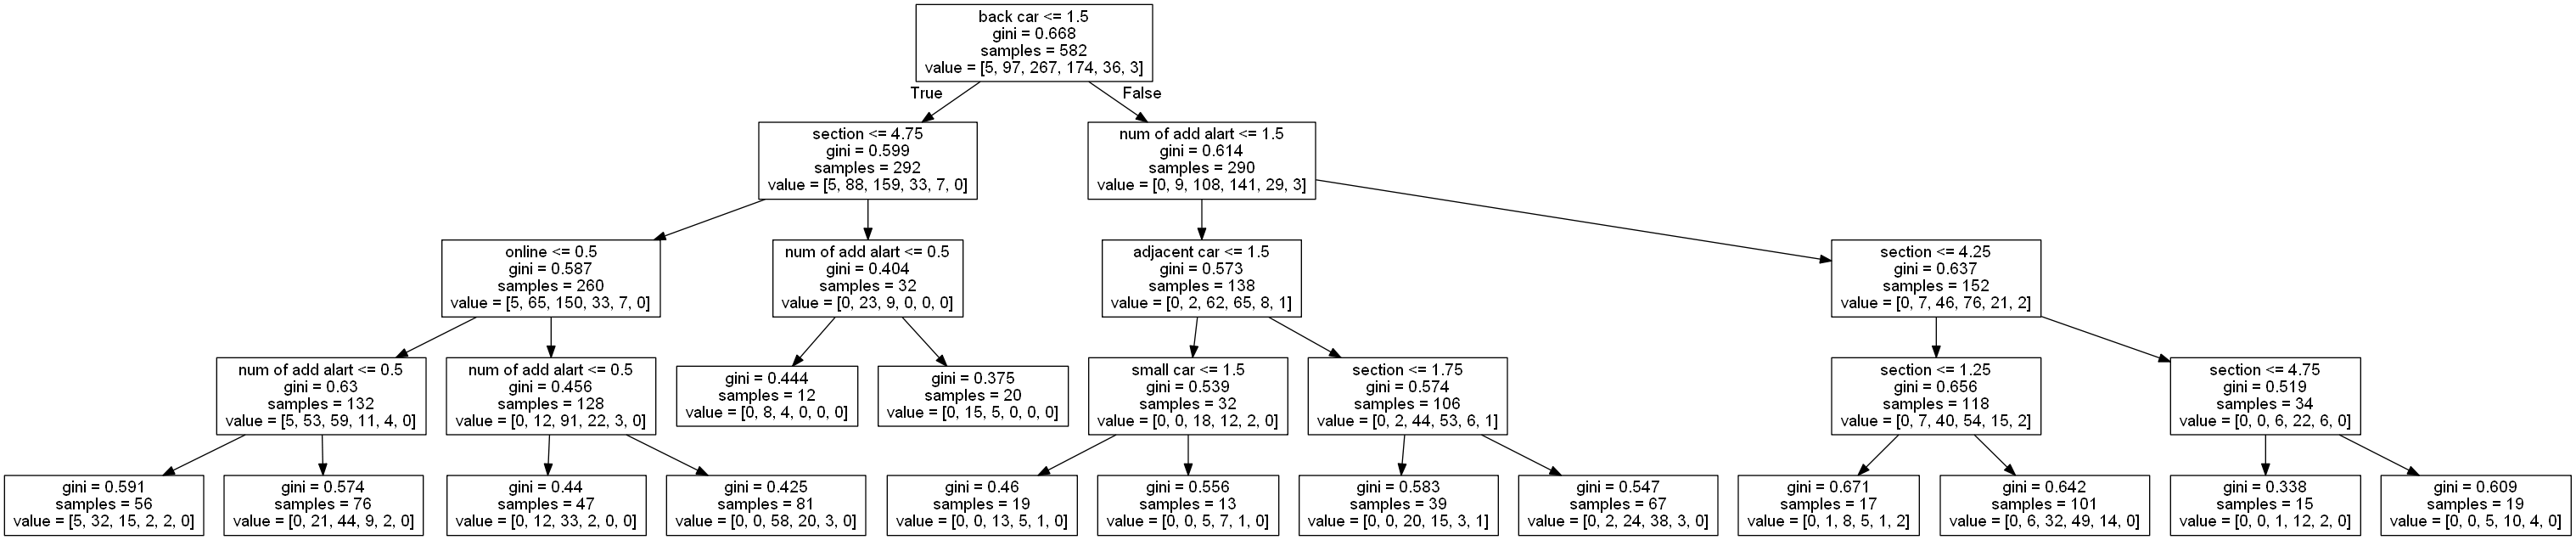 back car <= 1.5
gini = 0.668
samples = 582
value = [5, 97, 267, 174, 36, 3]
True
False
section <= 4.75
gini = 0.599
samples = 292
value = [5, 88, 159, 33, 7, 0]
num of add alart <= 1.5
gini = 0.614
samples = 290
value = [0, 9, 108, 141, 29, 3]
online <= 0.5
gini = 0.587
samples = 260
value = [5, 65, 150, 33, 7, 0]
num of add alart <= 0.5
gini = 0.404
samples = 32
value = [0, 23, 9, 0, 0, 0]
adjacent car <= 1.5
gini = 0.573
samples = 138
value = [0, 2, 62, 65, 8, 1]
section <= 4.25
gini = 0.637
samples = 152
value = [0, 7, 46, 76, 21, 2]
num of add alart <= 0.5
gini = 0.63
samples = 132
value = [5, 53, 59, 11, 4, 0]
num of add alart <= 0.5
gini = 0.456
samples = 128
value = [0, 12, 91, 22, 3, 0]
gini = 0.444
samples = 12
value = [0, 8, 4, 0, 0, 0]
gini = 0.375
samples = 20
value = [0, 15, 5, 0, 0, 0]
small car <= 1.5
gini = 0.539
samples = 32
value = [0, 0, 18, 12, 2, 0]
section <= 1.75
gini = 0.574
samples = 106
value = [0, 2, 44, 53, 6, 1]
section <= 1.25
gini = 0.656
samples = 118
value = [0, 7, 40, 54, 15, 2]
section <= 4.75
gini = 0.519
samples = 34
value = [0, 0, 6, 22, 6, 0]
gini = 0.591
samples = 56
value = [5, 32, 15, 2, 2, 0]
gini = 0.574
samples = 76
value = [0, 21, 44, 9, 2, 0]
gini = 0.44
samples = 47
value = [0, 12, 33, 2, 0, 0]
gini = 0.425
samples = 81
value = [0, 0, 58, 20, 3, 0]
gini = 0.46
samples = 19
value = [0, 0, 13, 5, 1, 0]
gini = 0.556
samples = 13
value = [0, 0, 5, 7, 1, 0]
gini = 0.583
samples = 39
value = [0, 0, 20, 15, 3, 1]
gini = 0.547
samples = 67
value = [0, 2, 24, 38, 3, 0]
gini = 0.671
samples = 17
value = [0, 1, 8, 5, 1, 2]
gini = 0.642
samples = 101
value = [0, 6, 32, 49, 14, 0]
gini = 0.338
samples = 15
value = [0, 0, 1, 12, 2, 0]
gini = 0.609
samples = 19
value = [0, 0, 5, 10, 4, 0]